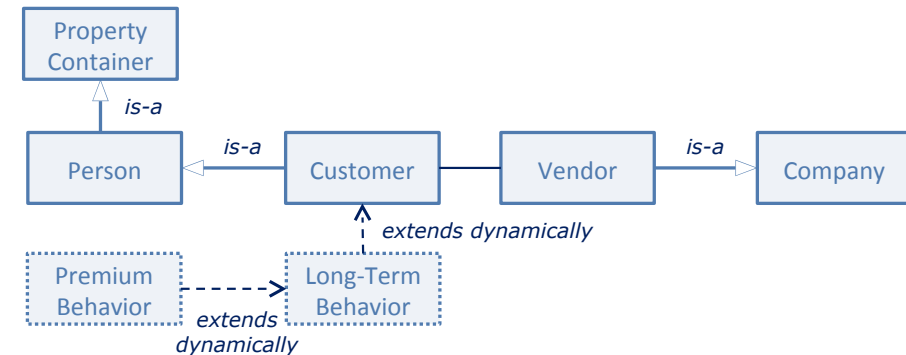 Property
Container
is-a
Person
is-a
Customer
Vendor
is-a
Company
extends dynamically
Premium
Behavior
extends
dynamically
Long-Term
Behavior